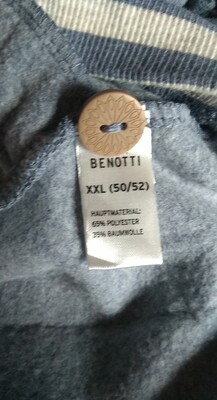 BENOTTI
XXL (50/52)
HAUPTMATERIAL:
65% POLYESTER
35% BAUMWOLLE